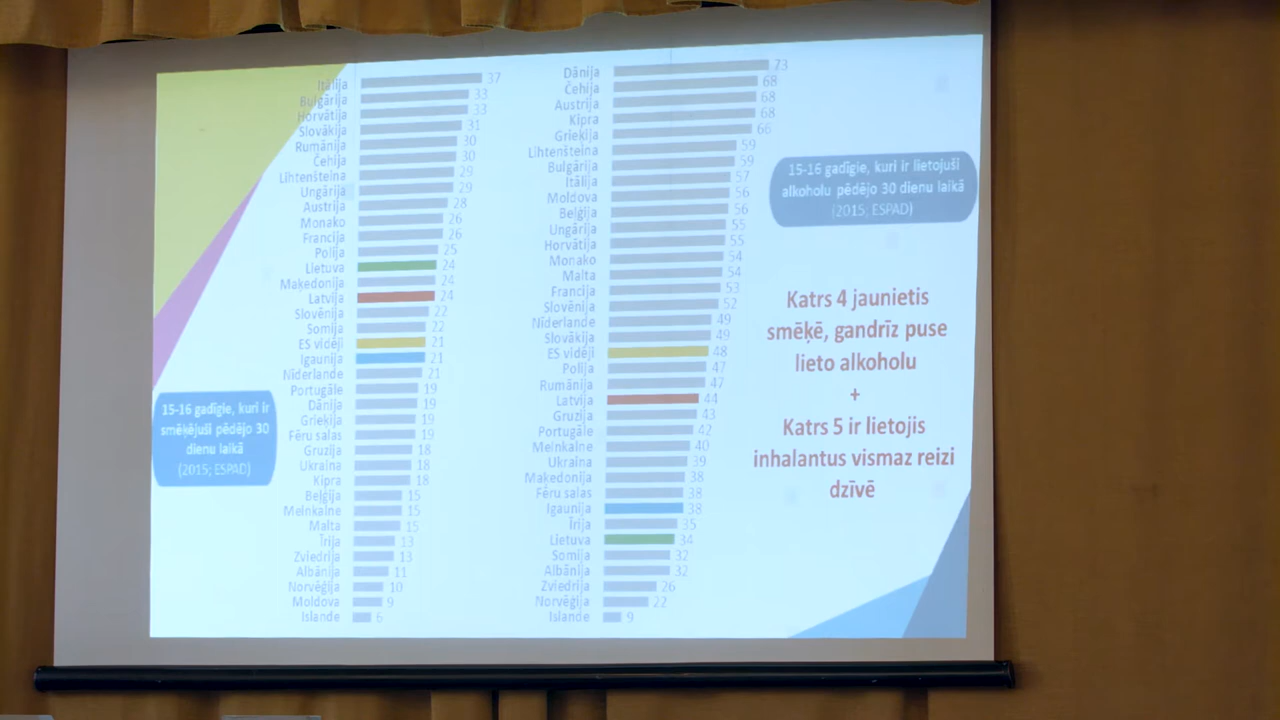 Itālija 37
Bulgārija 33
Horvātija 33
Slovākija 31
Rumānija 30
Čehija 30
Lihtenšteina 29
Ungārija 29
Austrija 28
Monako 26
Francija 26
Polija 25
Lietuva 24
Maķedonija 24
Latvija 24
Slovēnija 22
Somija 22
ES vidēji 21
Igaunija 21
Nīderlande 21
Portugāle 19
Dānija 19
Grieķija 19
Fēru salas 19
Gruzija 18
Ukraina 18
Kipra 18
Beļģija 15
Melnkalne 15
Malta 15
Īrija 13
Zviedrija 13
Albānija 11
Norvēģija 10
Moldova 9
Islande 6
15-16 gadīgie, kuri ir
smēķējuši pēdējo 30
dienu laikā
(2015; ESPAD)
Dānija 73
Čehija 68
Austrija 68
Kipra 68
Grieķija 66
Lihtenšteina 59
Bulgārija 59
Itālija 57
Moldova 56
Beļģija 56
Ungārija 55
Horvātija 55
Monako 54
Malta 54
Francija 53
Slovēnija 52
Nīderlande 49
Slovākija 49
ES vidēji 48
Polija 47
Rumānija 47
Latvija 44
Gruzija 43
Portugāle 42
Melnkalne 40
Ukraina 39
Maķedonija 38
Fēru salas 38
Igaunija 38
Īrija 35
Lietuva 34
Somija 32
Albānija 32
Zviedrija 26
Norvēģija 22
Islande 9
15-16 gadīgie, kuri ir lietojuši
alkoholu pēdējo 30 dienu laikā
(2015; ESPAD)
Katrs 4 jaunietis
smēķē, gandrīz puse
lieto alkoholu
+
Katrs 5 ir lietojis
inhalantus vismaz reizi
dzīvē